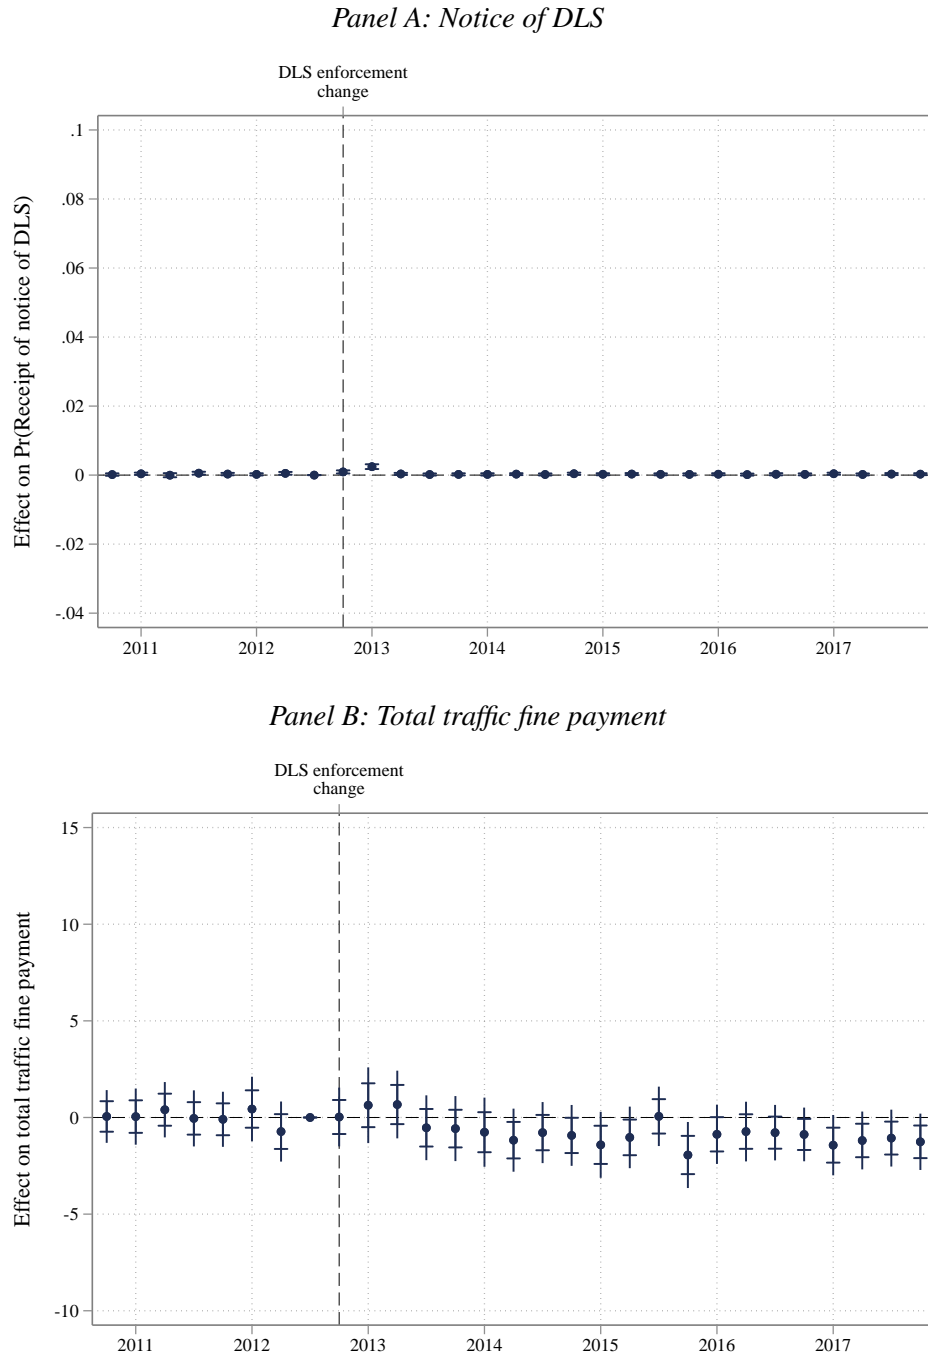 Panel A: Notice of DLS
DLS enforcement
change
Effect on Pr(Receipt of notice of DLS)
.1
.08
.06
.04
.02
0
-.02
-.04
2011 2012 2013 2014 2015 2016 2017
Panel B: Total traffic fine payment
DLS enforcement
change
Effect on total traffic fine payment
15
10
5
0
-5
-10
2011 2012 2013 2014 2015 2016 2017